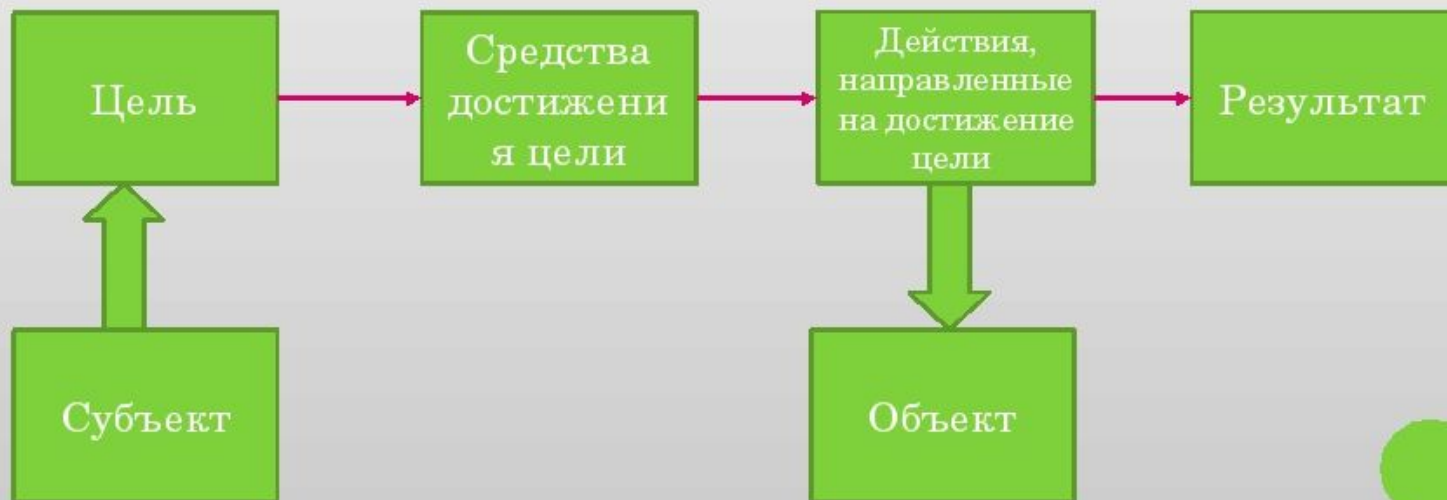 Цель
Средства
достижени
я цели
Действия,
направленные
на достижение
цели
Результат
Субъект
Объект